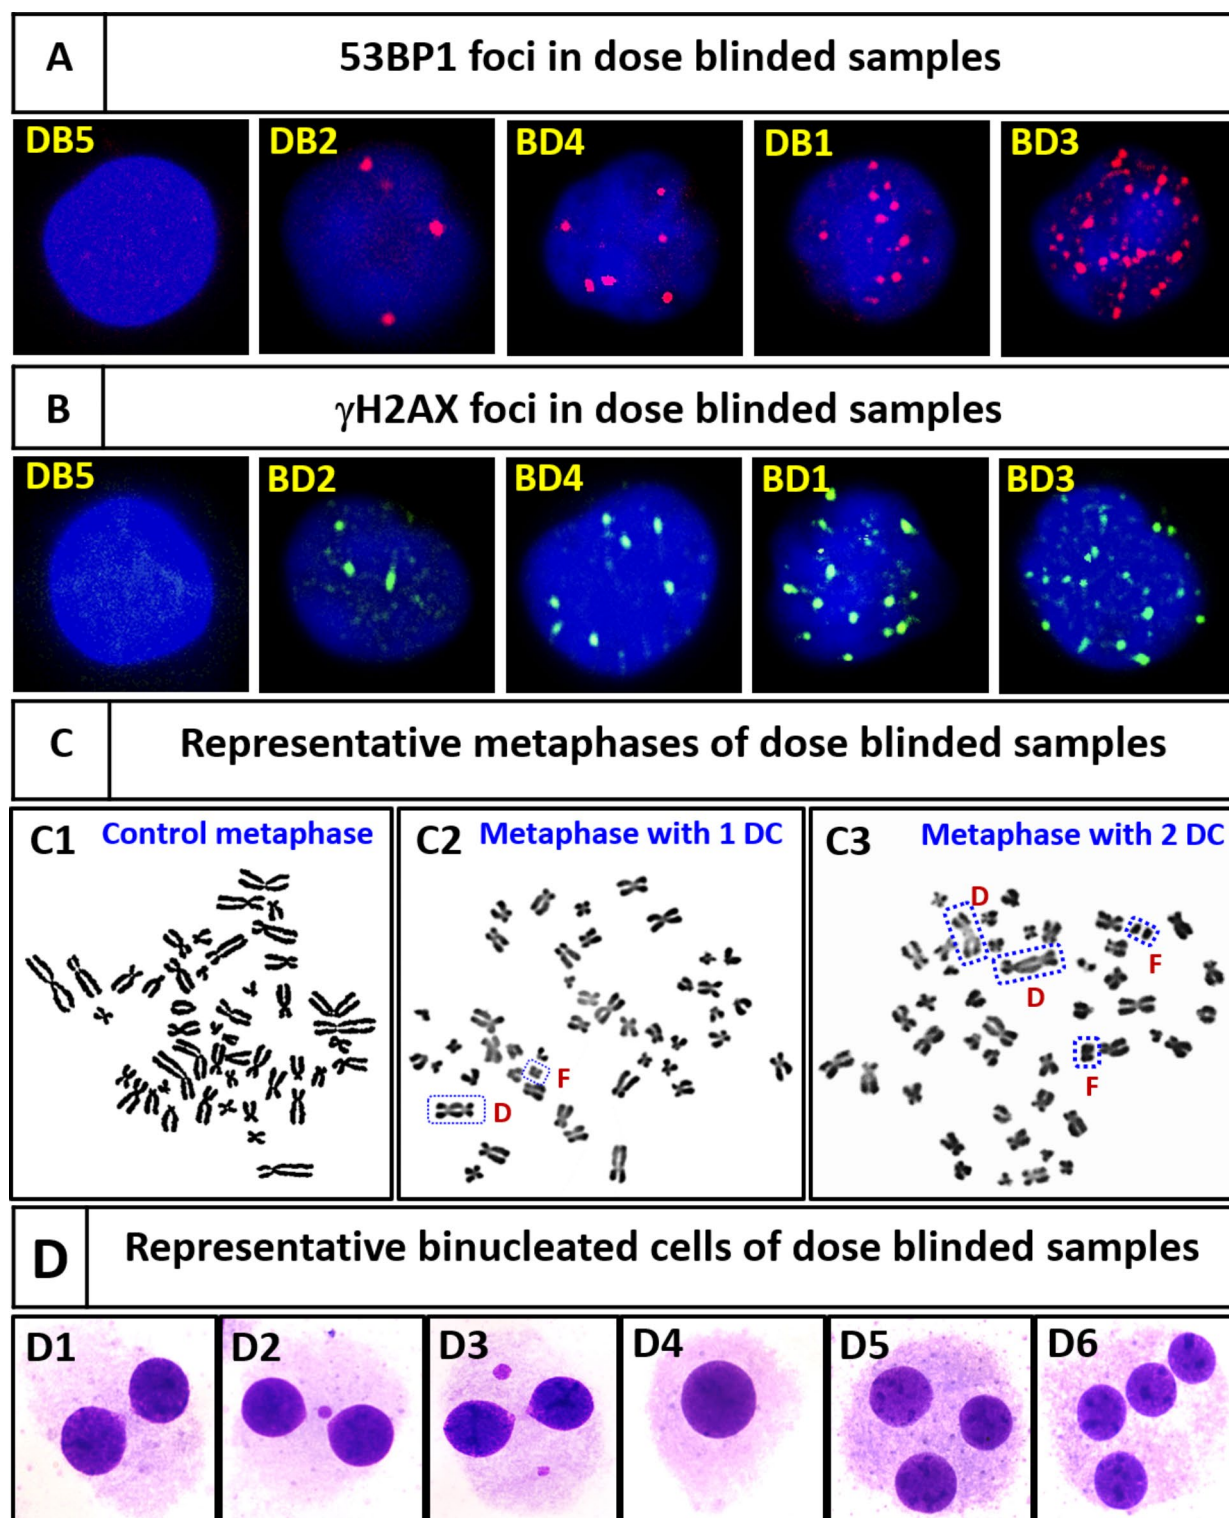 A
53BP1 foci in dose blinded samples
DB5
DB2
BD4
DB1
BD3
B
γH2AX foci in dose blinded samples
DB5
BD2
BD4
BD1
BD3
C
Representative metaphases of dose blinded samples
C1 Control metaphase
C2 Metaphase with 1 DC
F
D
C3 Metaphase with 2 DC
D
F
D
F
D
Representative binucleated cells of dose blinded samples
D1
D2
D3
D4
D5
D6